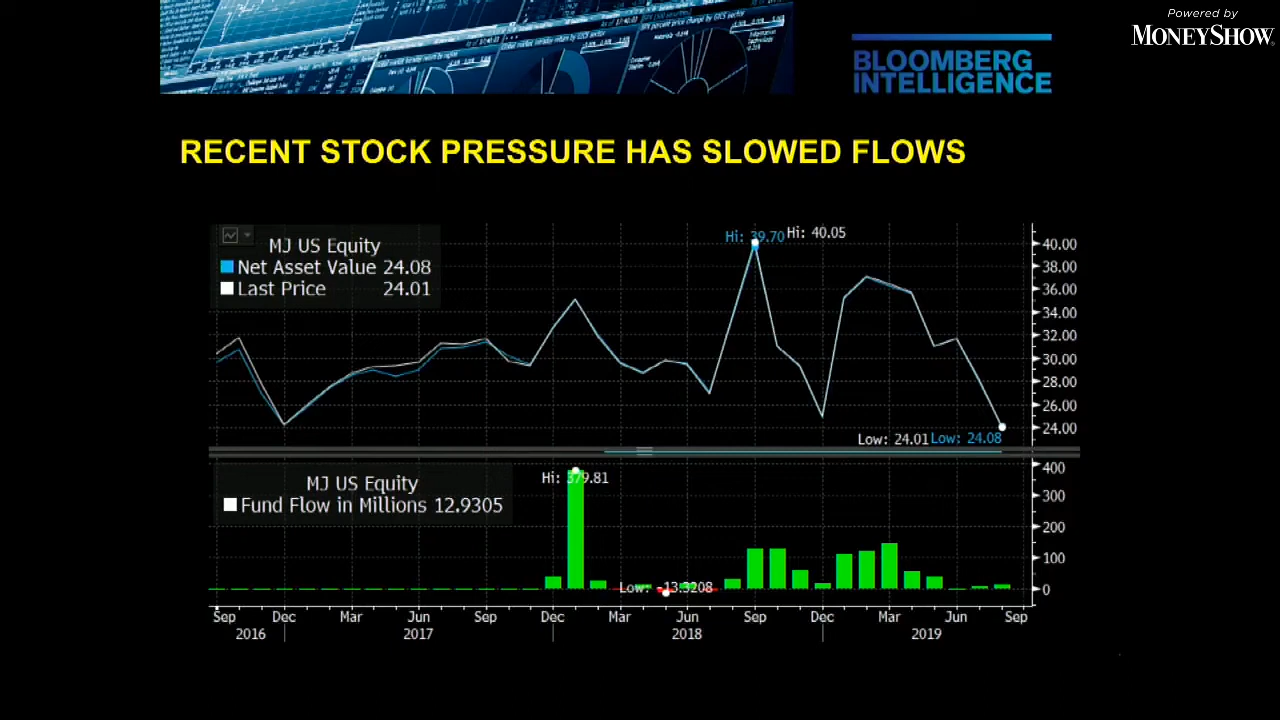 Powered by
MONEYSHOW
BLOOMBERG
INTELLIGENCE
RECENT STOCK PRESSURE HAS SLOWED FLOWS
MJ US Equity
Net Asset Value 24.08
Last Price 24.01
Hi: 39.70 Hi: 40.05
40.00
38.00
36.00
34.00
32.00
30.00
28.00
26.00
24.00
Low: 24.01 Low: 24.08
MJ US Equity
Fund Flow in Millions 12.9305
Hi: 379.81
Low: -13.3208
400
300
200
100
0
Sep Dec Mar Jun Sep Dec Mar Jun Sep Dec Mar Jun Sep
2016 2017 2018 2019